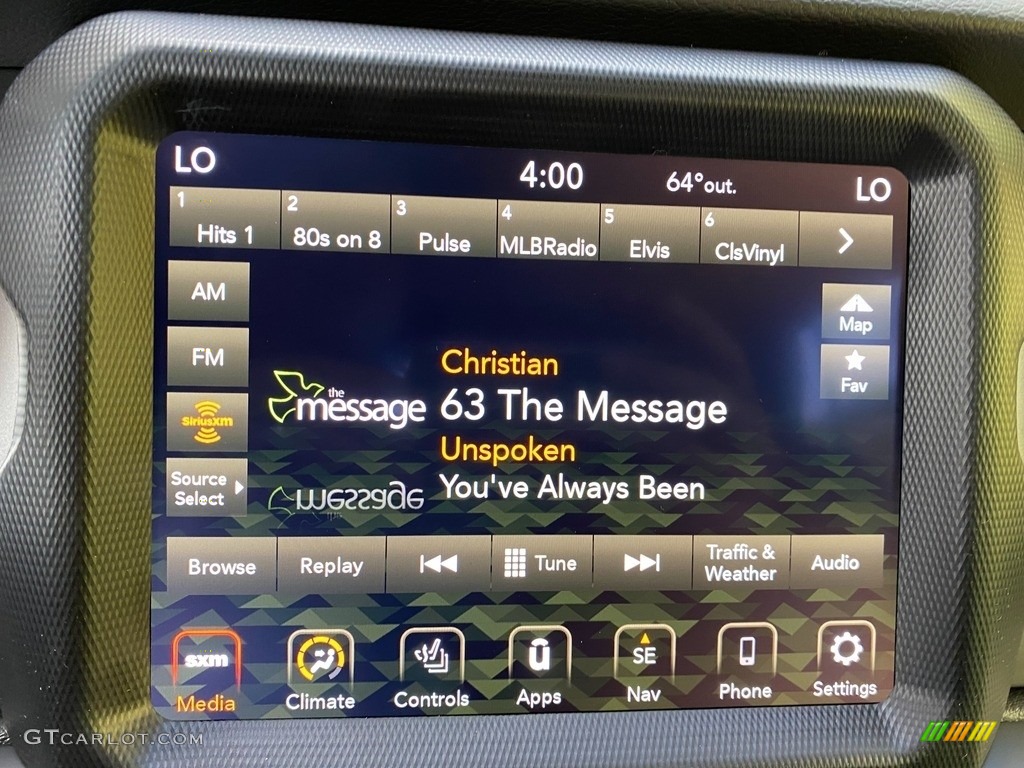 LO 4:00 64°out. LO
1 2 3 4 5 6
Hits 1 80s on 8 Pulse MLBRadio Elvis ClsVinyl
AM
Map
FM
Christian
Fav
the
message 63 The Message
SiriusXM
Unspoken
Source
Select
You've Always Been
message
Browse Replay Tune Traffic &
Weather Audio
sxm SE
Media Climate Controls Apps Nav Phone Settings
GTCARLOT.COM